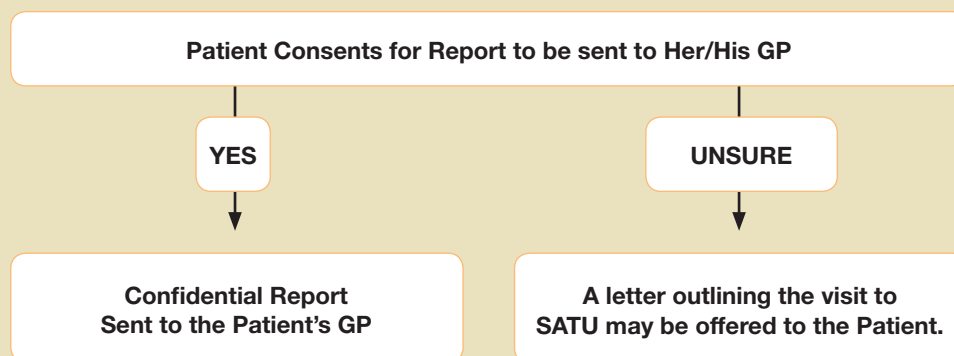 Patient Consents for Report to be sent to Her/His GP
YES
UNSURE
Confidential Report
Sent to the Patient's GP
A letter outlining the visit to
SATU may be offered to the Patient.